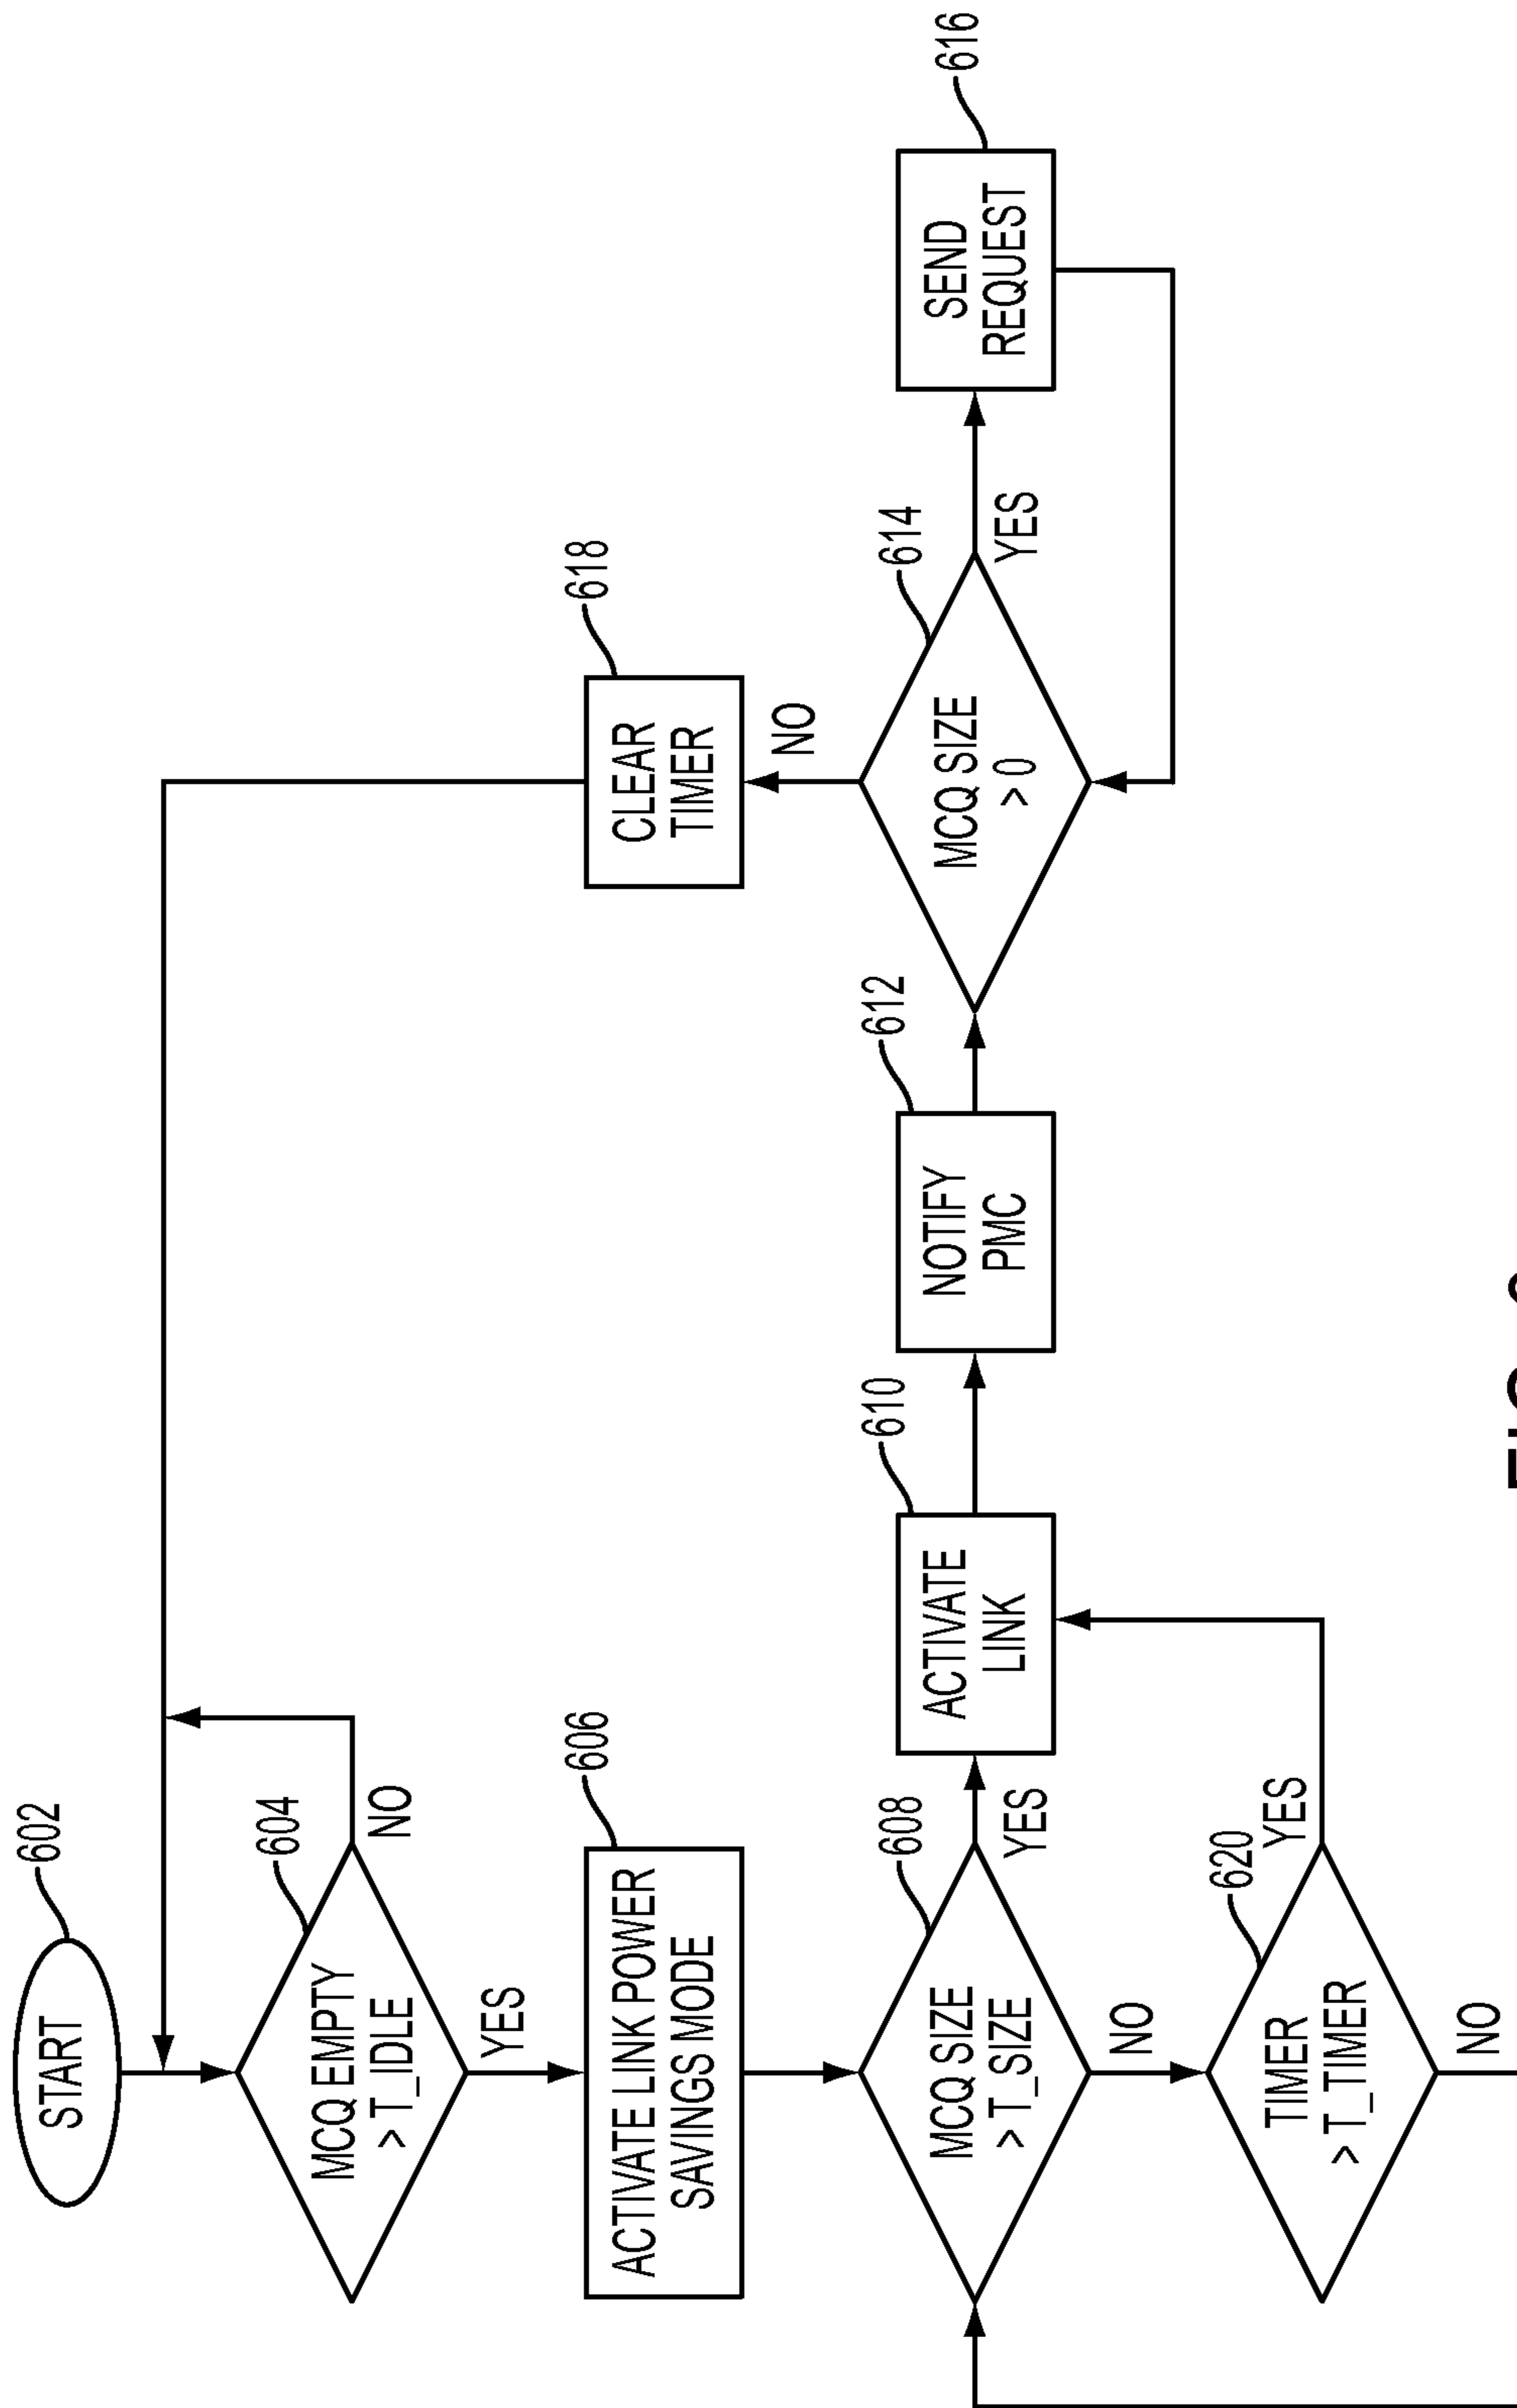 602
START
604
MCQ EMPTY
>T_IDLE
NO
YES
606
ACTIVATE LINK POWER
SAVINGS MODE
608
MCQ SIZE
>T_SIZE
YES
NO
610
ACTIVATE
LINK
612
NOTIFY
PMC
614
MCQ SIZE
>0
YES
NO
616
SEND
REQUEST
618
CLEAR
TIMER
620
TIMER
>T_TIMER
YES
NO